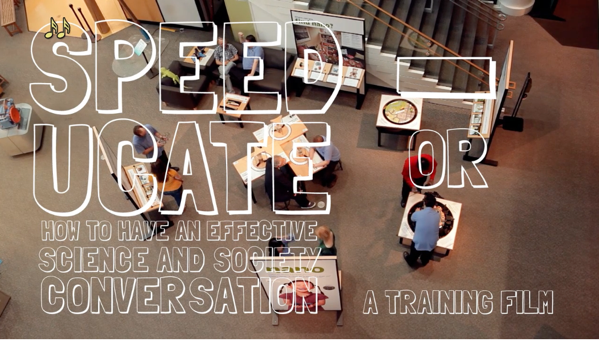 SPEED
UCATE
OR
HOW TO HAVE AN EFFECTIVE
SCIENCE AND SOCIETY
CONVERSATION
A TRAINING FILM